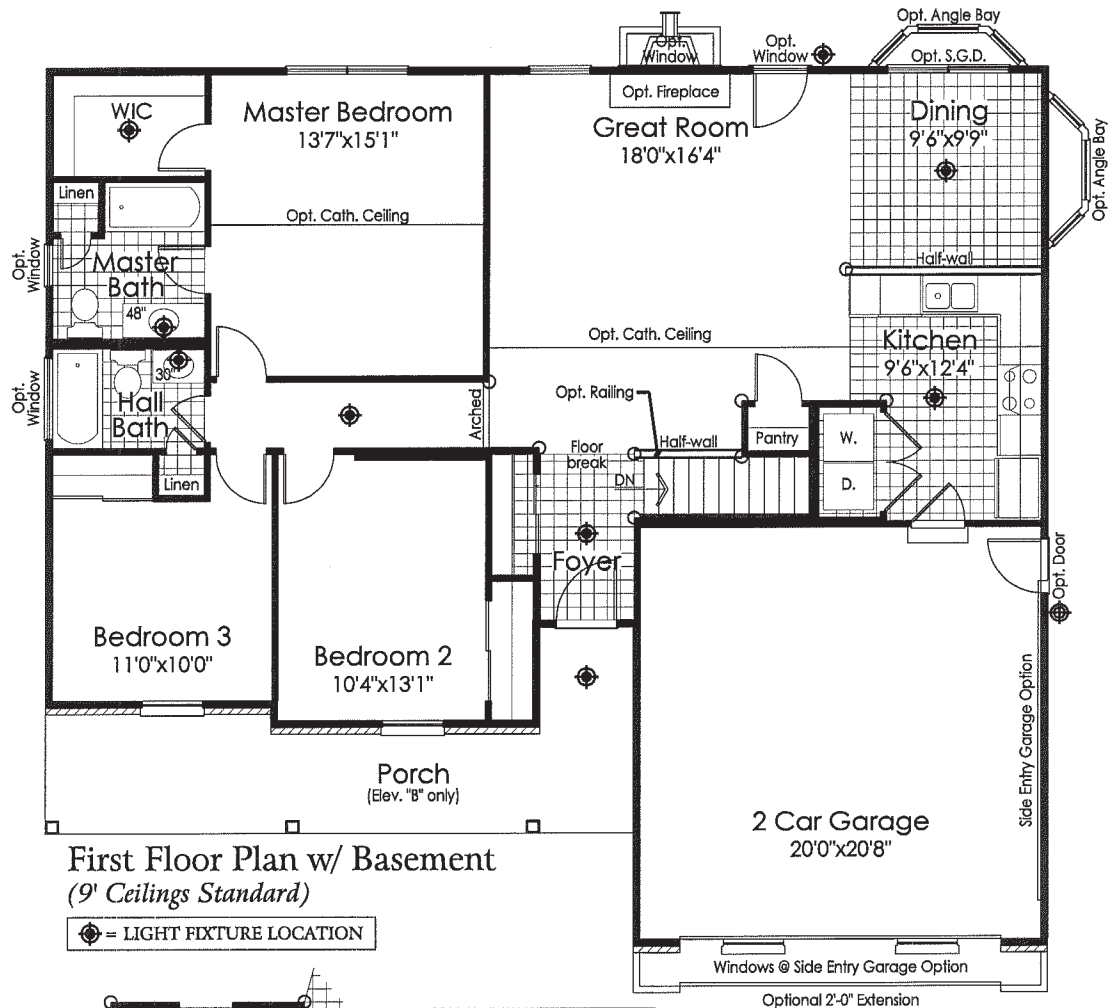 Opt. Angle Bay
Opt. Window
Opt. Window
Opt. S.G.D.
WIC
Master Bedroom
13'7"x15'1"
Opt. Fireplace
Great Room
18'0"x16'4"
Dining
9'6"x9'9"
Opt. Angle Bay
Linen
Opt. Cath. Ceiling
Opt. Window
Master
Bath
48"
Half-wall
Opt. Cath. Ceiling
Kitchen
9'6"x12'4"
Opt. Window
30"
Hall
Bath
Arched
Opt. Railing
Floor
break
Half-wall
Pantry
W.
D.
Linen
DN
Foyer
Opt. Door
Bedroom 3
11'0"x10'0"
Bedroom 2
10'4"x13'1"
Side Entry Garage Option
Porch
(Elev. "B" only)
2 Car Garage
20'0"x20'8"
First Floor Plan w/ Basement
(9' Ceilings Standard)
= LIGHT FIXTURE LOCATION
Windows @ Side Entry Garage Option
Optional 2'-0" Extension